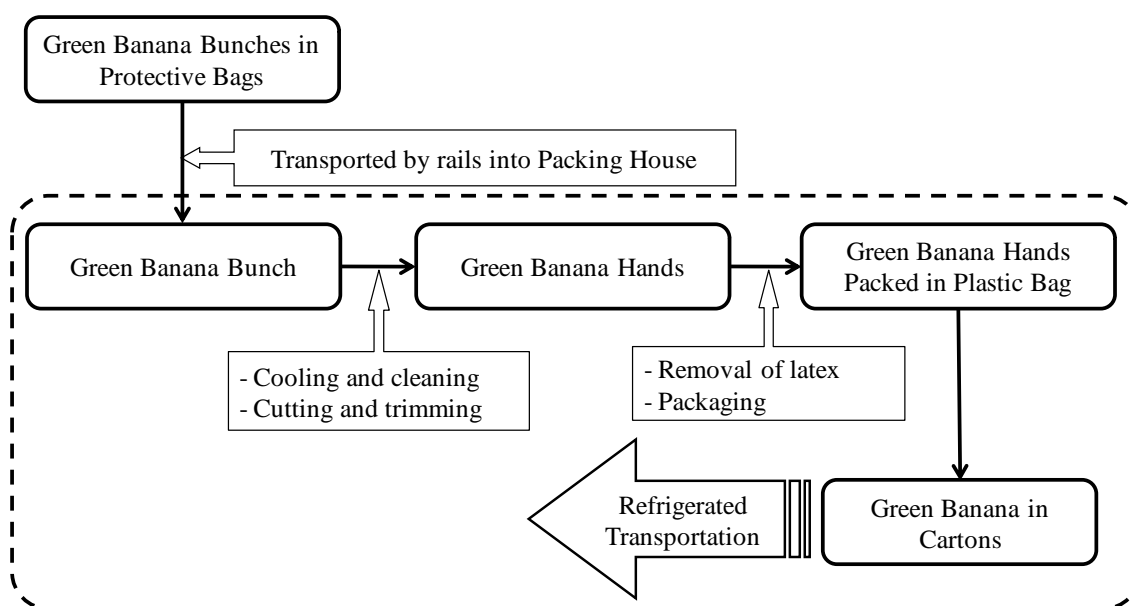 Green Banana Bunches in
Protective Bags
Transported by rails into Packing House
Green Banana Bunch
Green Banana Hands
Green Banana Hands
Packed in Plastic Bag
- Cooling and cleaning
- Cutting and trimming
- Removal of latex
- Packaging
Refrigerated
Transportation
Green Banana in
Cartons